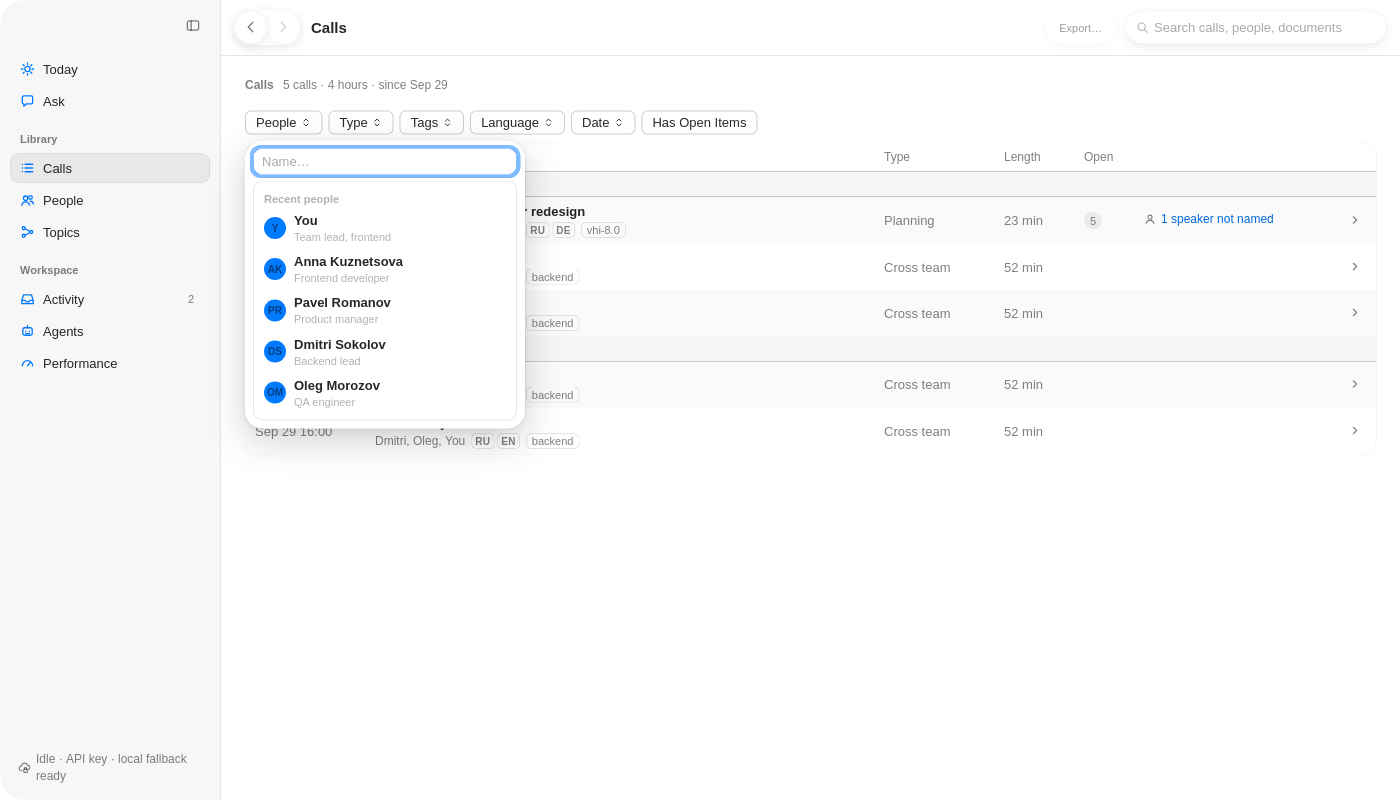 Calls
Export…
Search calls, people, documents
Today
Ask
Library
Calls
People
Topics
Workspace
Activity 2
Agents
Performance
Idle · API key · local fallback
ready
Calls 5 calls · 4 hours · since Sep 29
People Type Tags Language Date Has Open Items
Name…
Type Length Open
Recent people
You
Team lead, frontend
Anna Kuznetsova
Frontend developer
Pavel Romanov
Product manager
Dmitri Sokolov
Backend lead
Oleg Morozov
QA engineer
Y
AK
PR
DS
OM
redesign
RU DE vhi-8.0
Planning 23 min 5 1 speaker not named
Cross team 52 min
backend
Cross team 52 min
backend
Cross team 52 min
backend
Sep 29 16:00
Cross team 52 min
Dmitri, Oleg, You RU EN backend